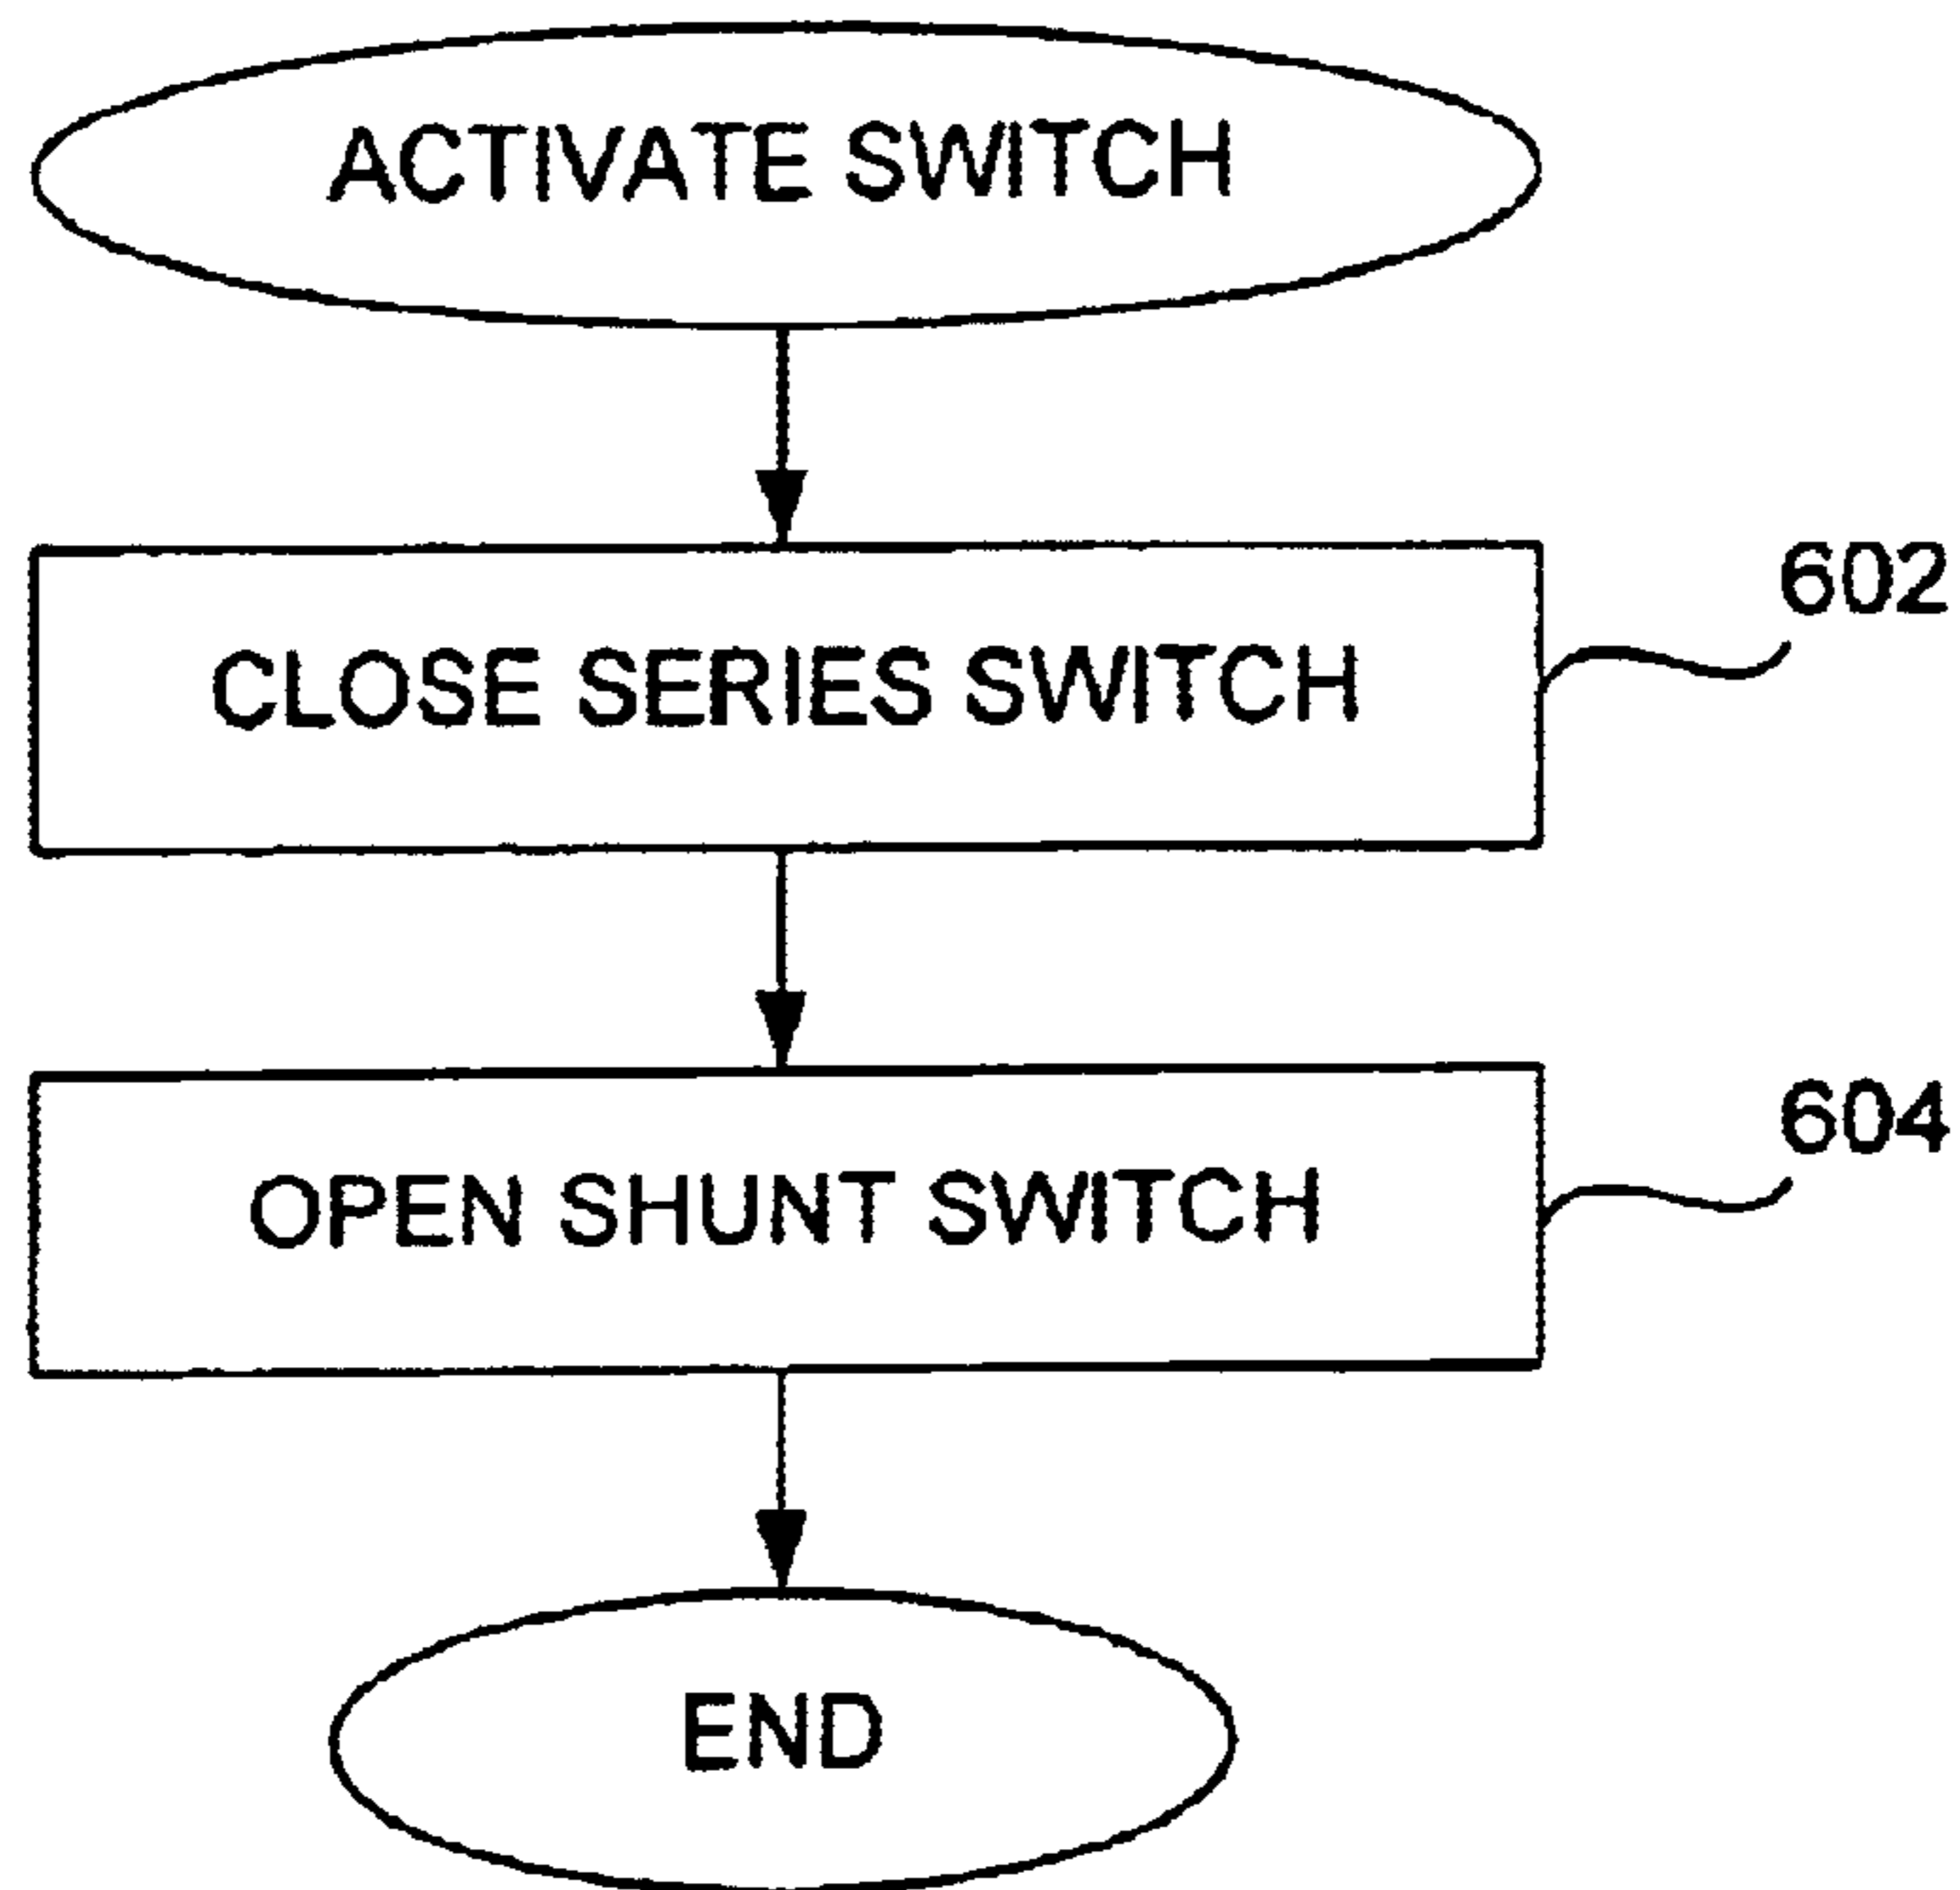 ACTIVATE SWITCH
602
CLOSE SERIES SWITCH
604
OPEN SHUNT SWITCH
END